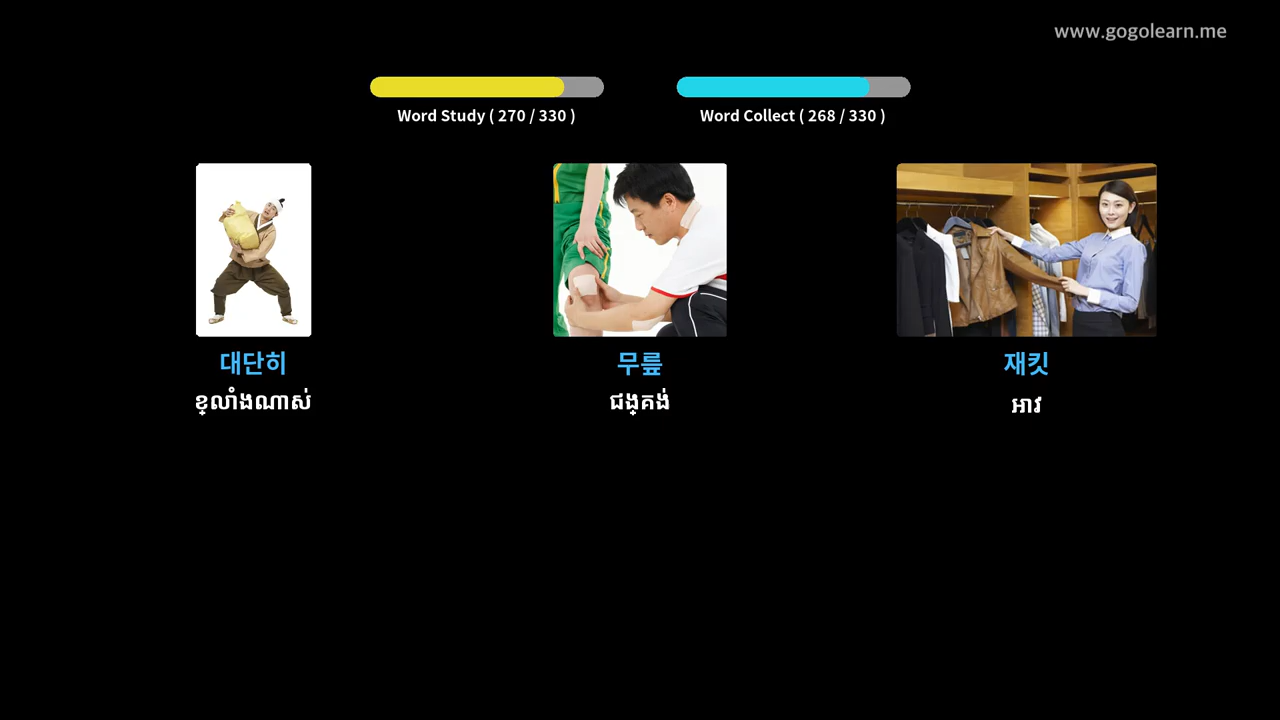 www.gogolearn.me
Word Study ( 270 / 330 )
Word Collect ( 268 / 330 )
대단히
무릎
재킷
ខ្លាំងណាស់
ជង្គង់
អាវ